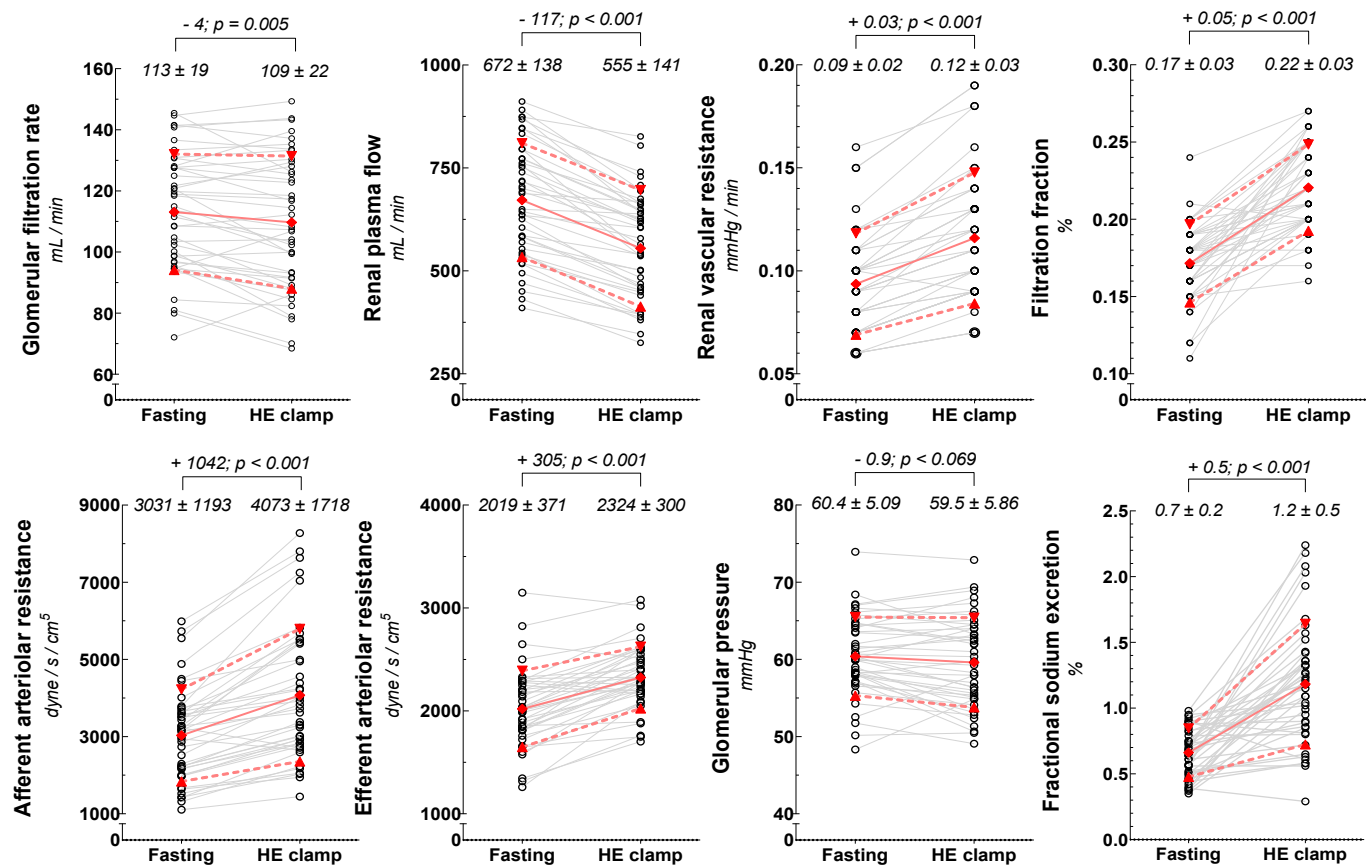 - 4; p = 0.005
113 ± 19 109 ± 22
Glomerular filtration rate
mL / min
160
140
120
100
80
60
0
Fasting HE clamp
- 117; p < 0.001
672 ± 138 555 ± 141
Renal plasma flow
mL / min
1000
750
500
250
0
Fasting HE clamp
+ 0.03; p < 0.001
0.09 ± 0.02 0.12 ± 0.03
Renal vascular resistance
mmHg / min
0.20
0.15
0.10
0.05
0
Fasting HE clamp
+ 0.05; p < 0.001
0.17 ± 0.03 0.22 ± 0.03
Filtration fraction
%
0.30
0.25
0.20
0.15
0.10
0
Fasting HE clamp
+ 1042; p < 0.001
3031 ± 1193 4073 ± 1718
Afferent arteriolar resistance
dyne / s / cm⁵
9000
7000
5000
3000
1000
0
Fasting HE clamp
+ 305; p < 0.001
2019 ± 371 2324 ± 300
Efferent arteriolar resistance
dyne / s / cm⁵
4000
3000
2000
1000
0
Fasting HE clamp
- 0.9; p < 0.069
60.4 ± 5.09 59.5 ± 5.86
Glomerular pressure
mmHg
80
70
60
50
40
0
Fasting HE clamp
+ 0.5; p < 0.001
0.7 ± 0.2 1.2 ± 0.5
Fractional sodium excretion
%
2.5
2.0
1.5
1.0
0.5
0.0
Fasting HE clamp